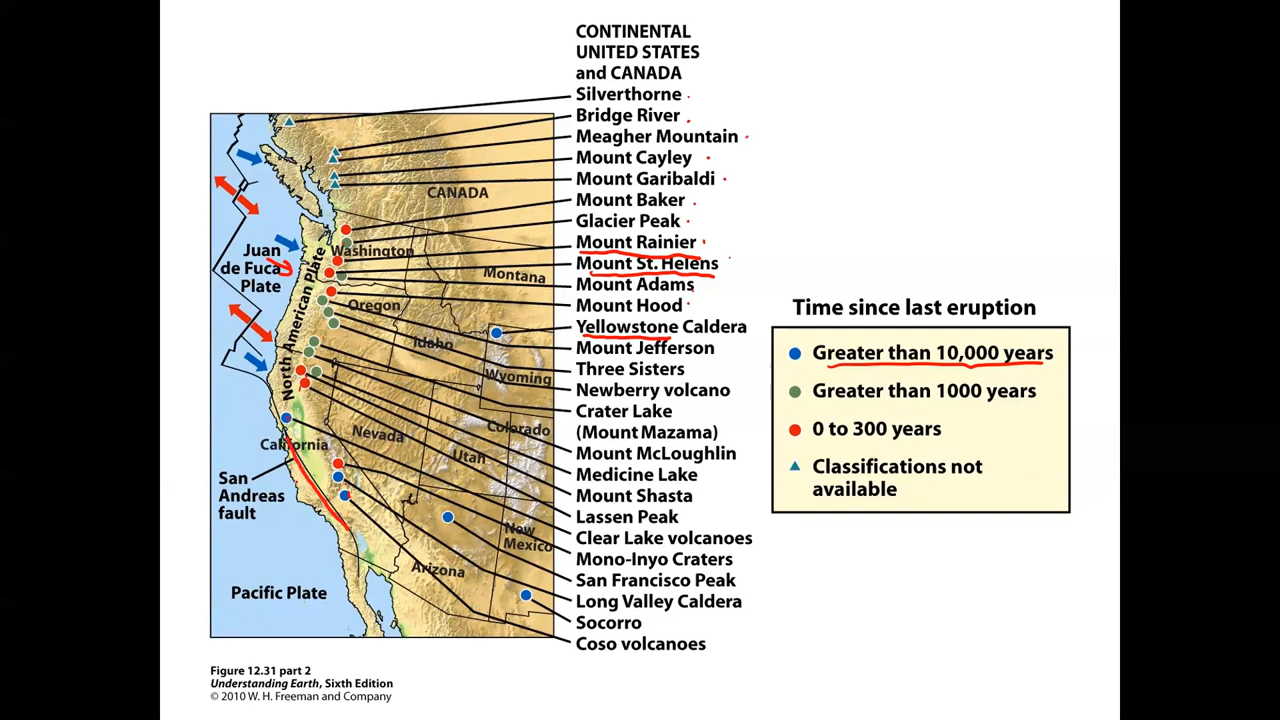 CONTINENTAL
UNITED STATES
and CANADA
Silverthorne
Bridge River
Meagher Mountain
Mount Cayley
Mount Garibaldi
Mount Baker
Glacier Peak
Mount Rainier
Mount St. Helens
Mount Adams
Mount Hood
Yellowstone Caldera
Mount Jefferson
Three Sisters
Newberry volcano
Crater Lake
(Mount Mazama)
Mount McLoughlin
Medicine Lake
Mount Shasta
Lassen Peak
Clear Lake volcanoes
Mono-Inyo Craters
San Francisco Peak
Long Valley Caldera
Socorro
Coso volcanoes
CANADA
Washington
Juan
de Fuca
Plate
Montana
North American Plate
Oregon
Idaho
Wyoming
Colorado
Nevada
California
Utah
San
Andreas
fault
New
Mexico
Arizona
Pacific Plate
Time since last eruption
Greater than 10,000 years
Greater than 1000 years
0 to 300 years
Classifications not
available
Figure 12.31 part 2
Understanding Earth, Sixth Edition
© 2010 W. H. Freeman and Company